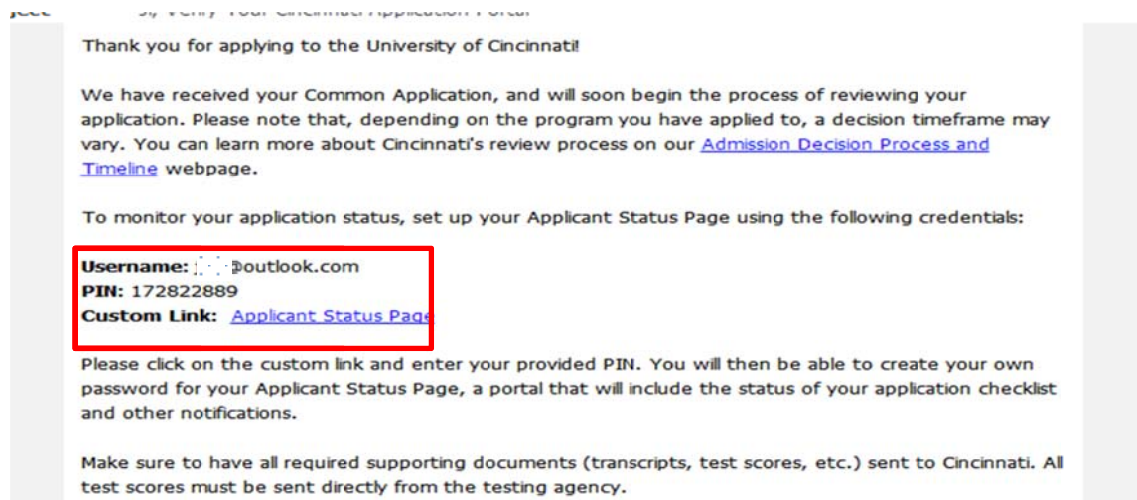 Thank you for applying to the University of Cincinnati!
We have received your Common Application, and will soon begin the process of reviewing your
application. Please note that, depending on the program you have applied to, a decision timeframe may
vary. You can learn more about Cincinnati's review process on our Admission Decision Process and
Timeline webpage.
To monitor your application status, set up your Applicant Status Page using the following credentials:
Username: @outlook.com
PIN: 172822889
Custom Link: Applicant Status Page
Please click on the custom link and enter your provided PIN. You will then be able to create your own
password for your Applicant Status Page, a portal that will include the status of your application checklist
and other notifications.
Make sure to have all required supporting documents (transcripts, test scores, etc.) sent to Cincinnati. All
test scores must be sent directly from the testing agency.